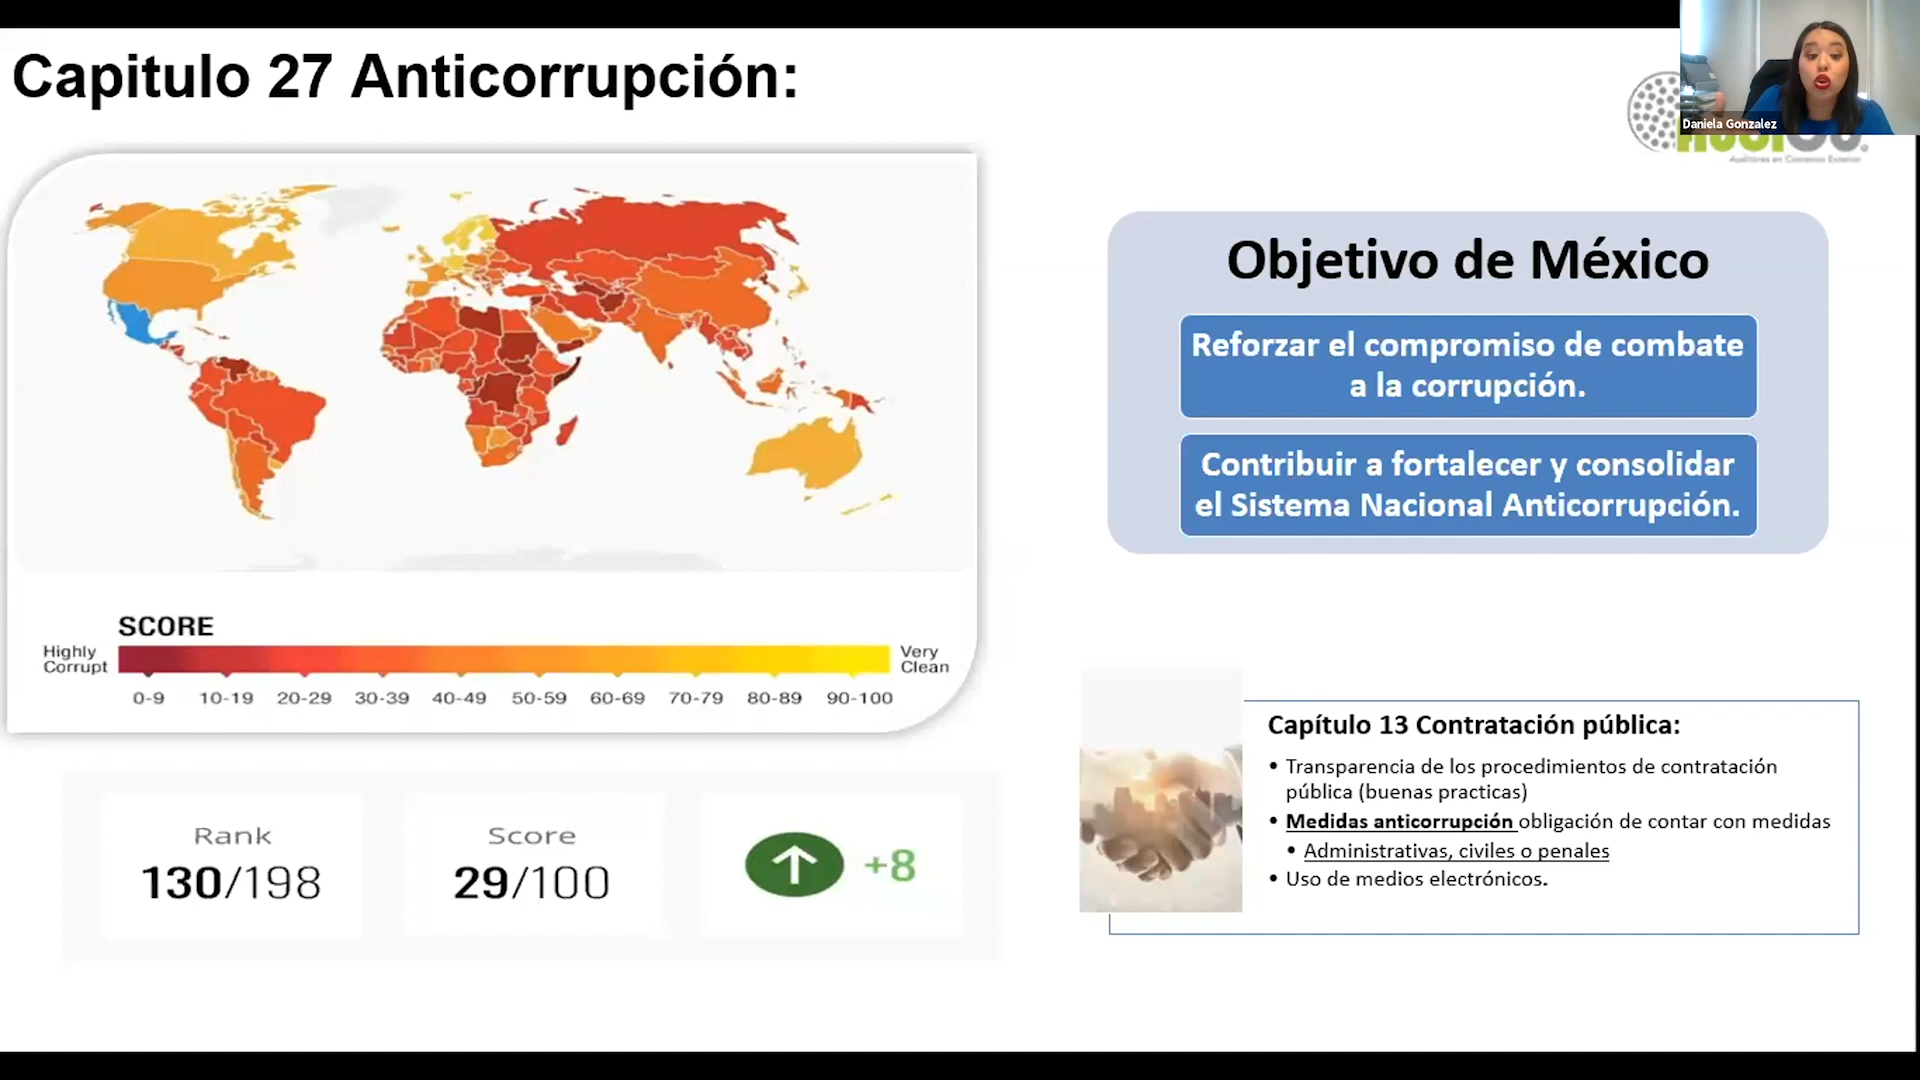 Capitulo 27 Anticorrupción:
Daniela Gonzalez
Auditores en Comercio Exterior
Objetivo de México
Reforzar el compromiso de combate
a la corrupción.
Contribuir a fortalecer y consolidar
el Sistema Nacional Anticorrupción.
SCORE
Highly
Corrupt
Very
Clean
0-9 10-19 20-29 30-39 40-49 50-59 60-69 70-79 80-89 90-100
Rank
130/198
Score
29/100
+8
Capítulo 13 Contratación pública:
• Transparencia de los procedimientos de contratación
pública (buenas practicas)
• Medidas anticorrupción obligación de contar con medidas
• Administrativas, civiles o penales
• Uso de medios electrónicos.